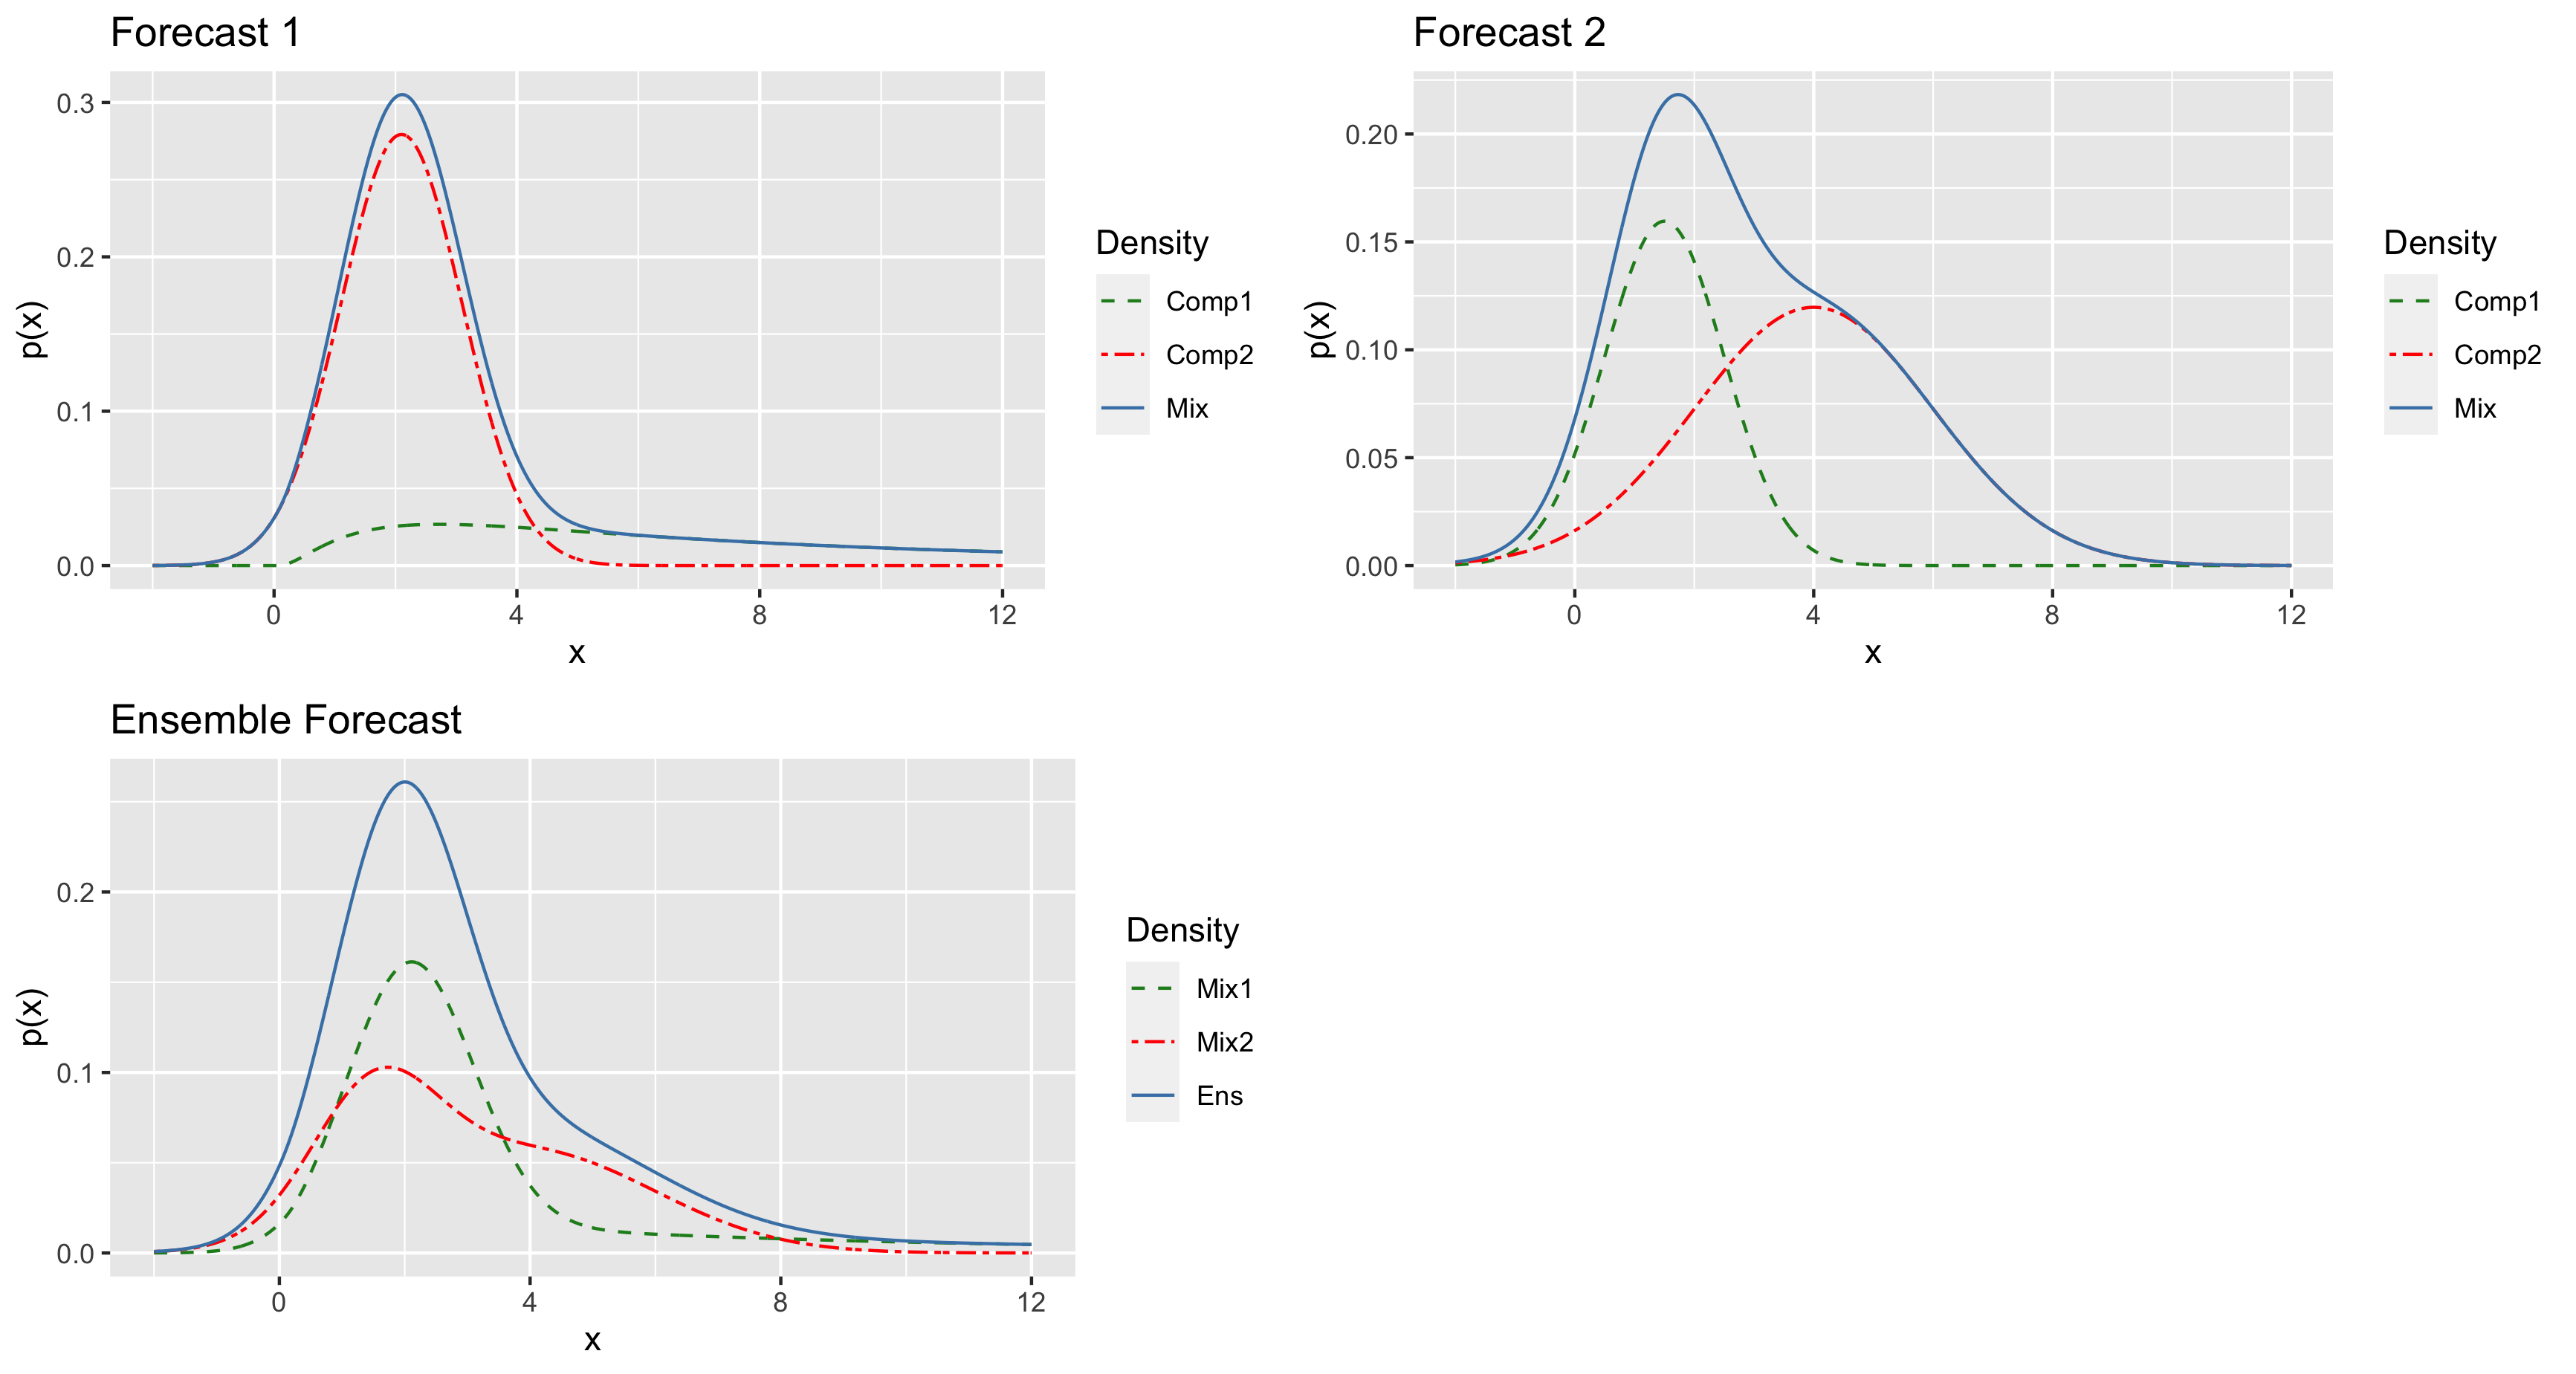 Forecast 1
p(x)
0.3
0.2
0.1
0.0
0 4 8 12
x
Density
Comp1
Comp2
Mix
Forecast 2
p(x)
0.20
0.15
0.10
0.05
0.00
0 4 8 12
x
Density
Comp1
Comp2
Mix
Ensemble Forecast
p(x)
0.2
0.1
0.0
0 4 8 12
x
Density
Mix1
Mix2
Ens